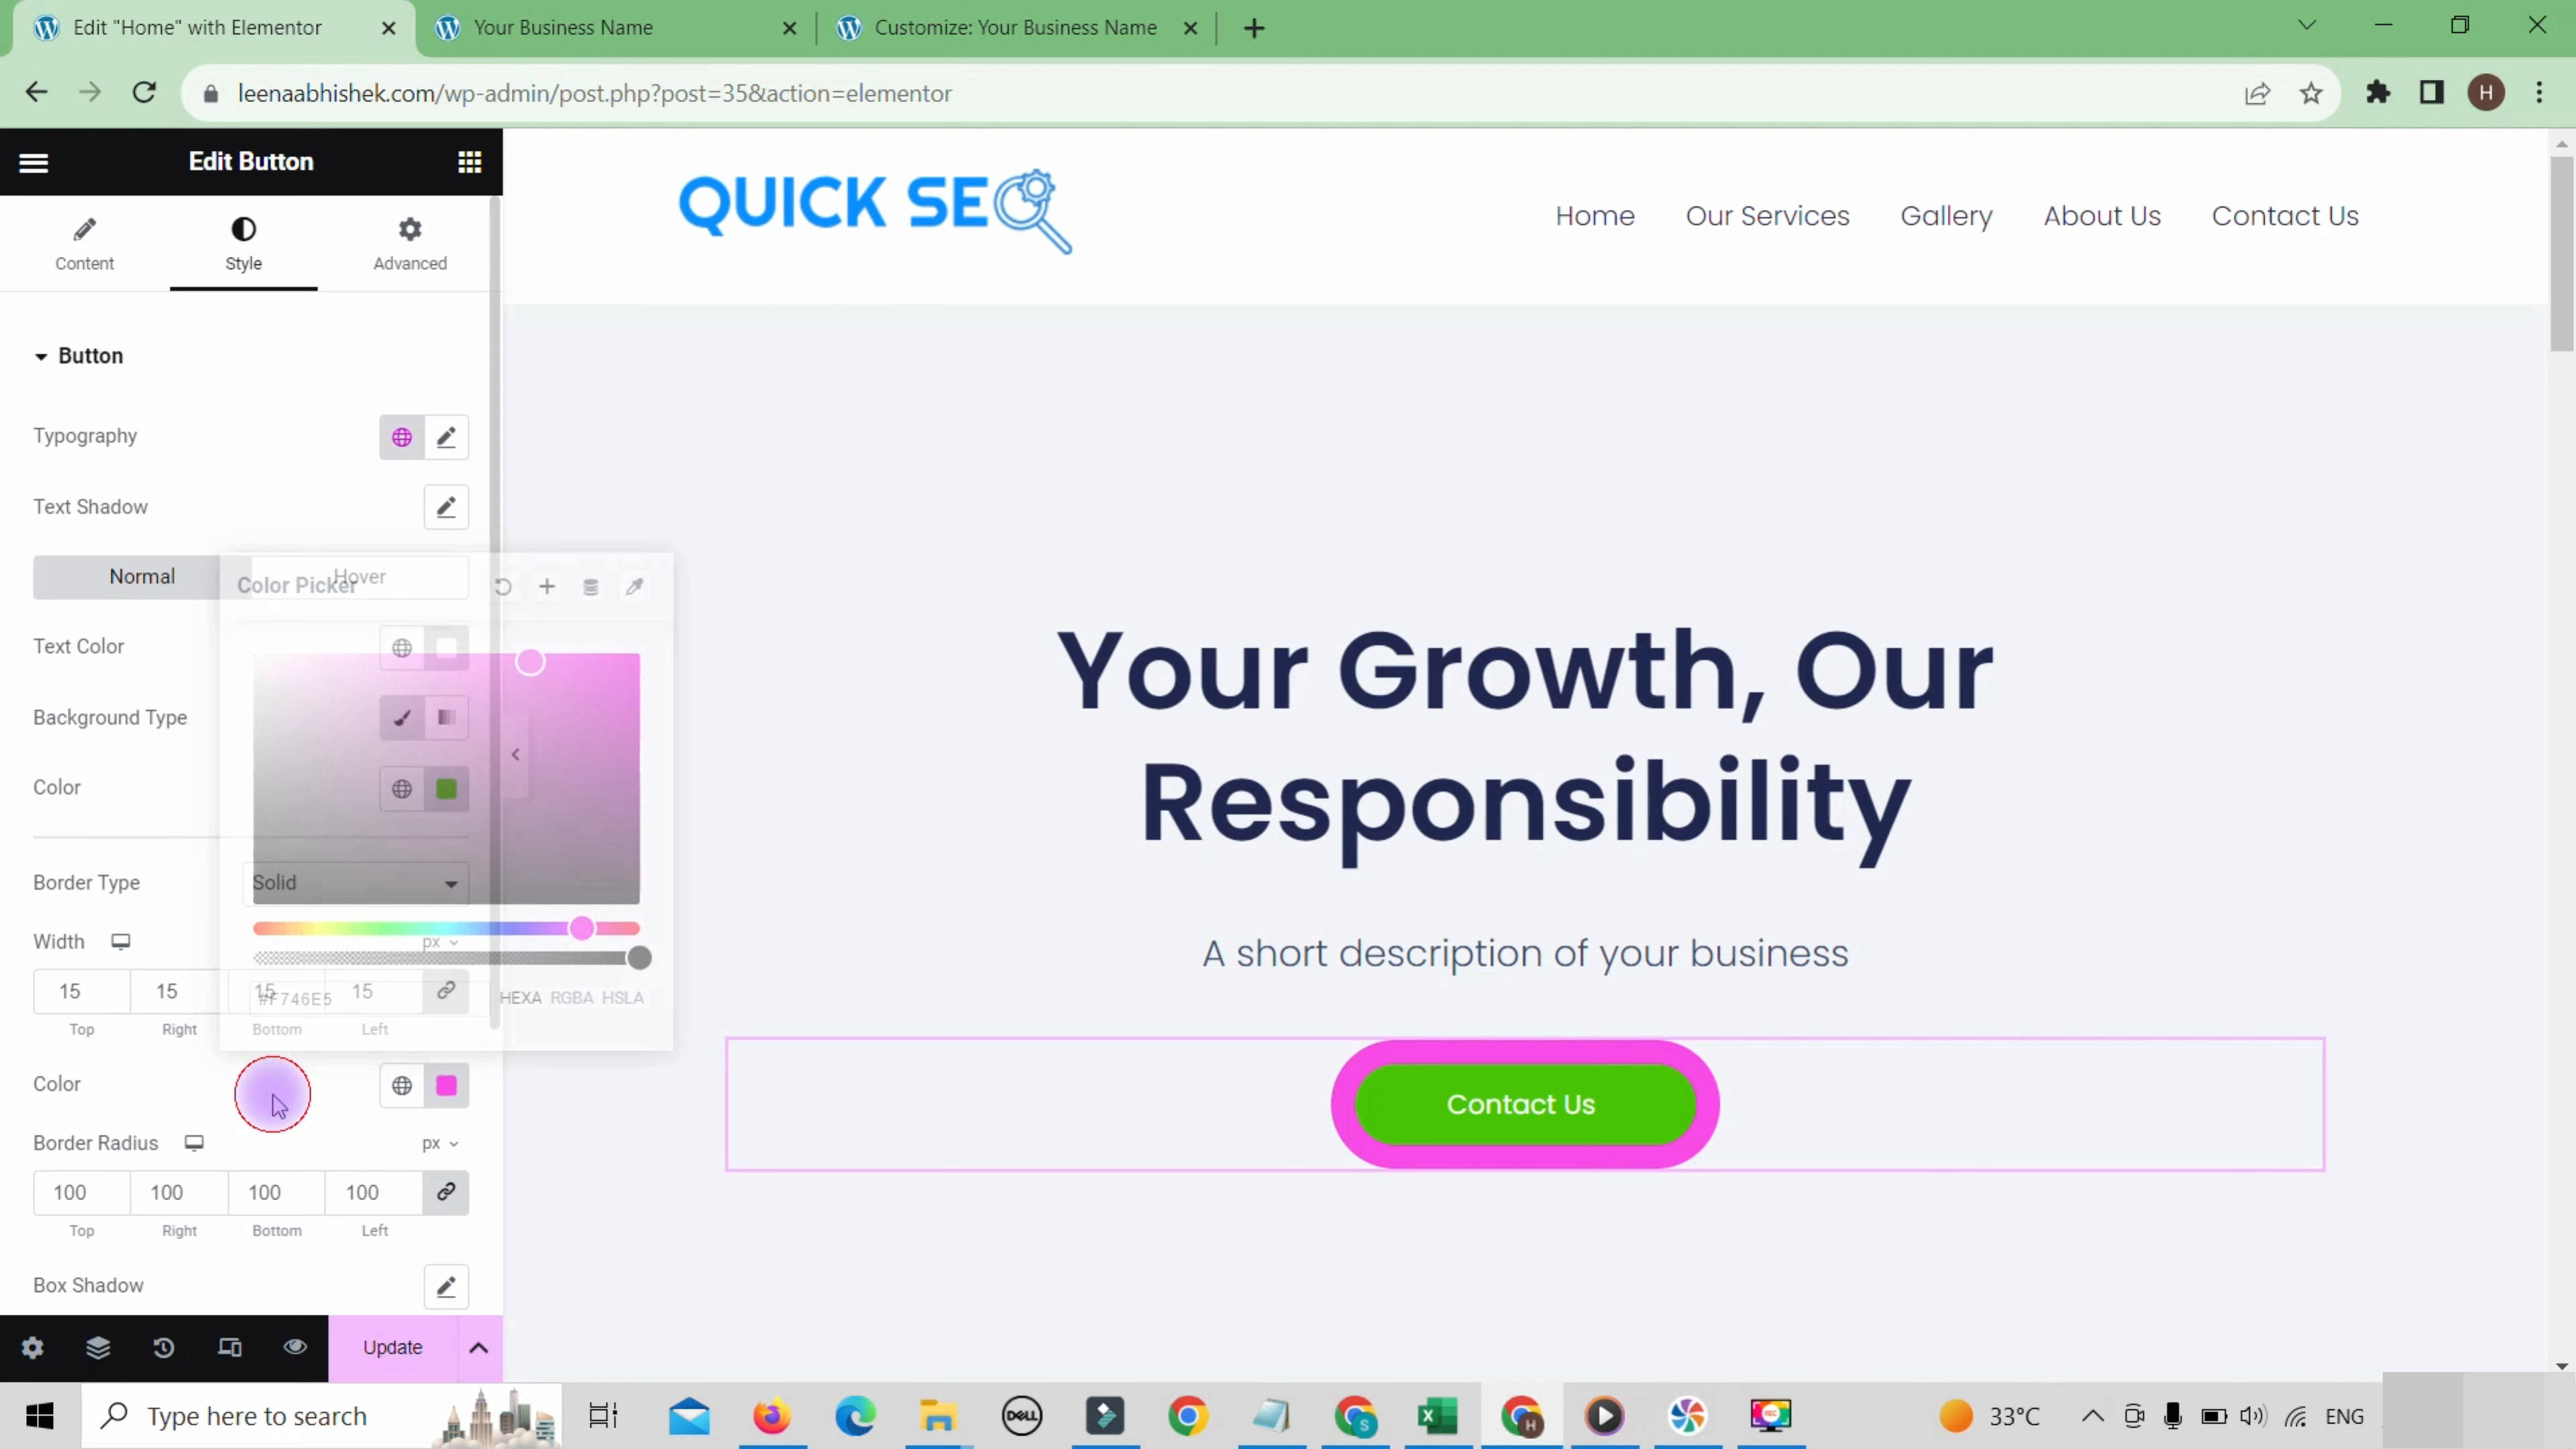 Edit "Home" with Elementor
Your Business Name
Customize: Your Business Name
leenaabhishek.com/wp-admin/post.php?post=35&action=elementor
H
Edit Button
Content
Style
Advanced
Button
Typography
Text Shadow
Normal
Hover
Color Picker
Text Color
Background Type
Color
Border Type
Solid
Width
px
15 15 15 15
#F746E5
HEXA RGBA HSLA
Top Right Bottom Left
Color
Border Radius
px
100 100 100 100
Top Right Bottom Left
Box Shadow
Update
QUICK SEO
Home
Our Services
Gallery
About Us
Contact Us
Your Growth, Our
Responsibility
A short description of your business
Contact Us
Type here to search
DELL
S
H
REC
33°C
ENG